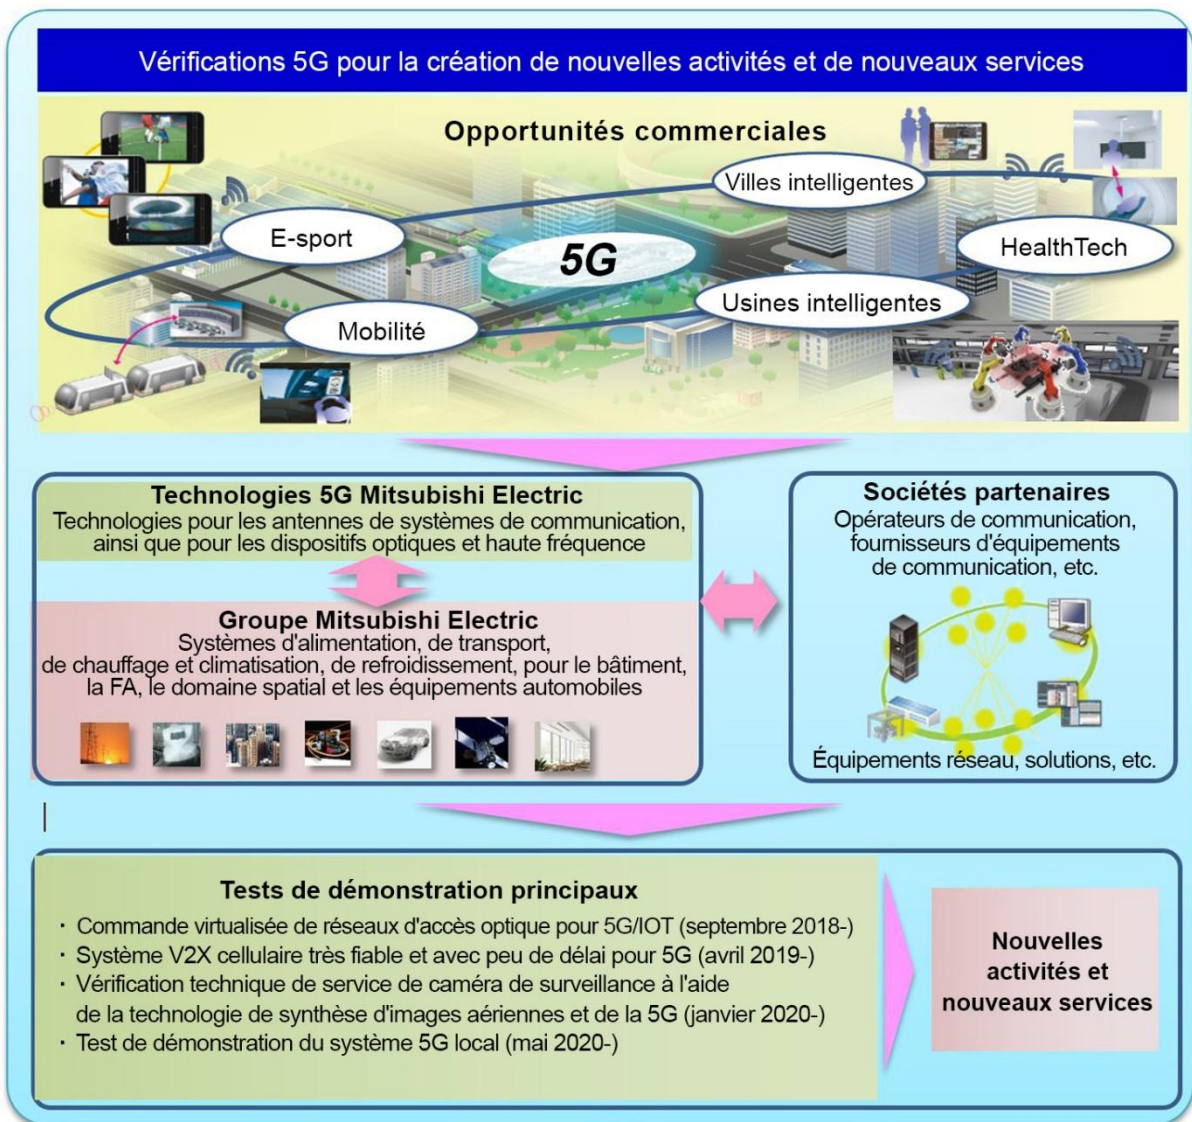 Vérifications 5G pour la création de nouvelles activités et de nouveaux services
Opportunités commerciales
Villes intelligentes
E-sport
5G
HealthTech
Usines intelligentes
Mobilité
Technologies 5G Mitsubishi Electric
Technologies pour les antennes de systèmes de communication,
ainsi que pour les dispositifs optiques et haute fréquence
Groupe Mitsubishi Electric
Systèmes d'alimentation, de transport,
de chauffage et climatisation, de refroidissement, pour le bâtiment,
la FA, le domaine spatial et les équipements automobiles
Sociétés partenaires
Opérateurs de communication,
fournisseurs d'équipements
de communication, etc.
Équipements réseau, solutions, etc.
Tests de démonstration principaux
· Commande virtualisée de réseaux d'accès optique pour 5G/IOT (septembre 2018-)
· Système V2X cellulaire très fiable et avec peu de délai pour 5G (avril 2019-)
· Vérification technique de service de caméra de surveillance à l'aide
de la technologie de synthèse d'images aériennes et de la 5G (janvier 2020-)
· Test de démonstration du système 5G local (mai 2020-)
Nouvelles
activités et
nouveaux services